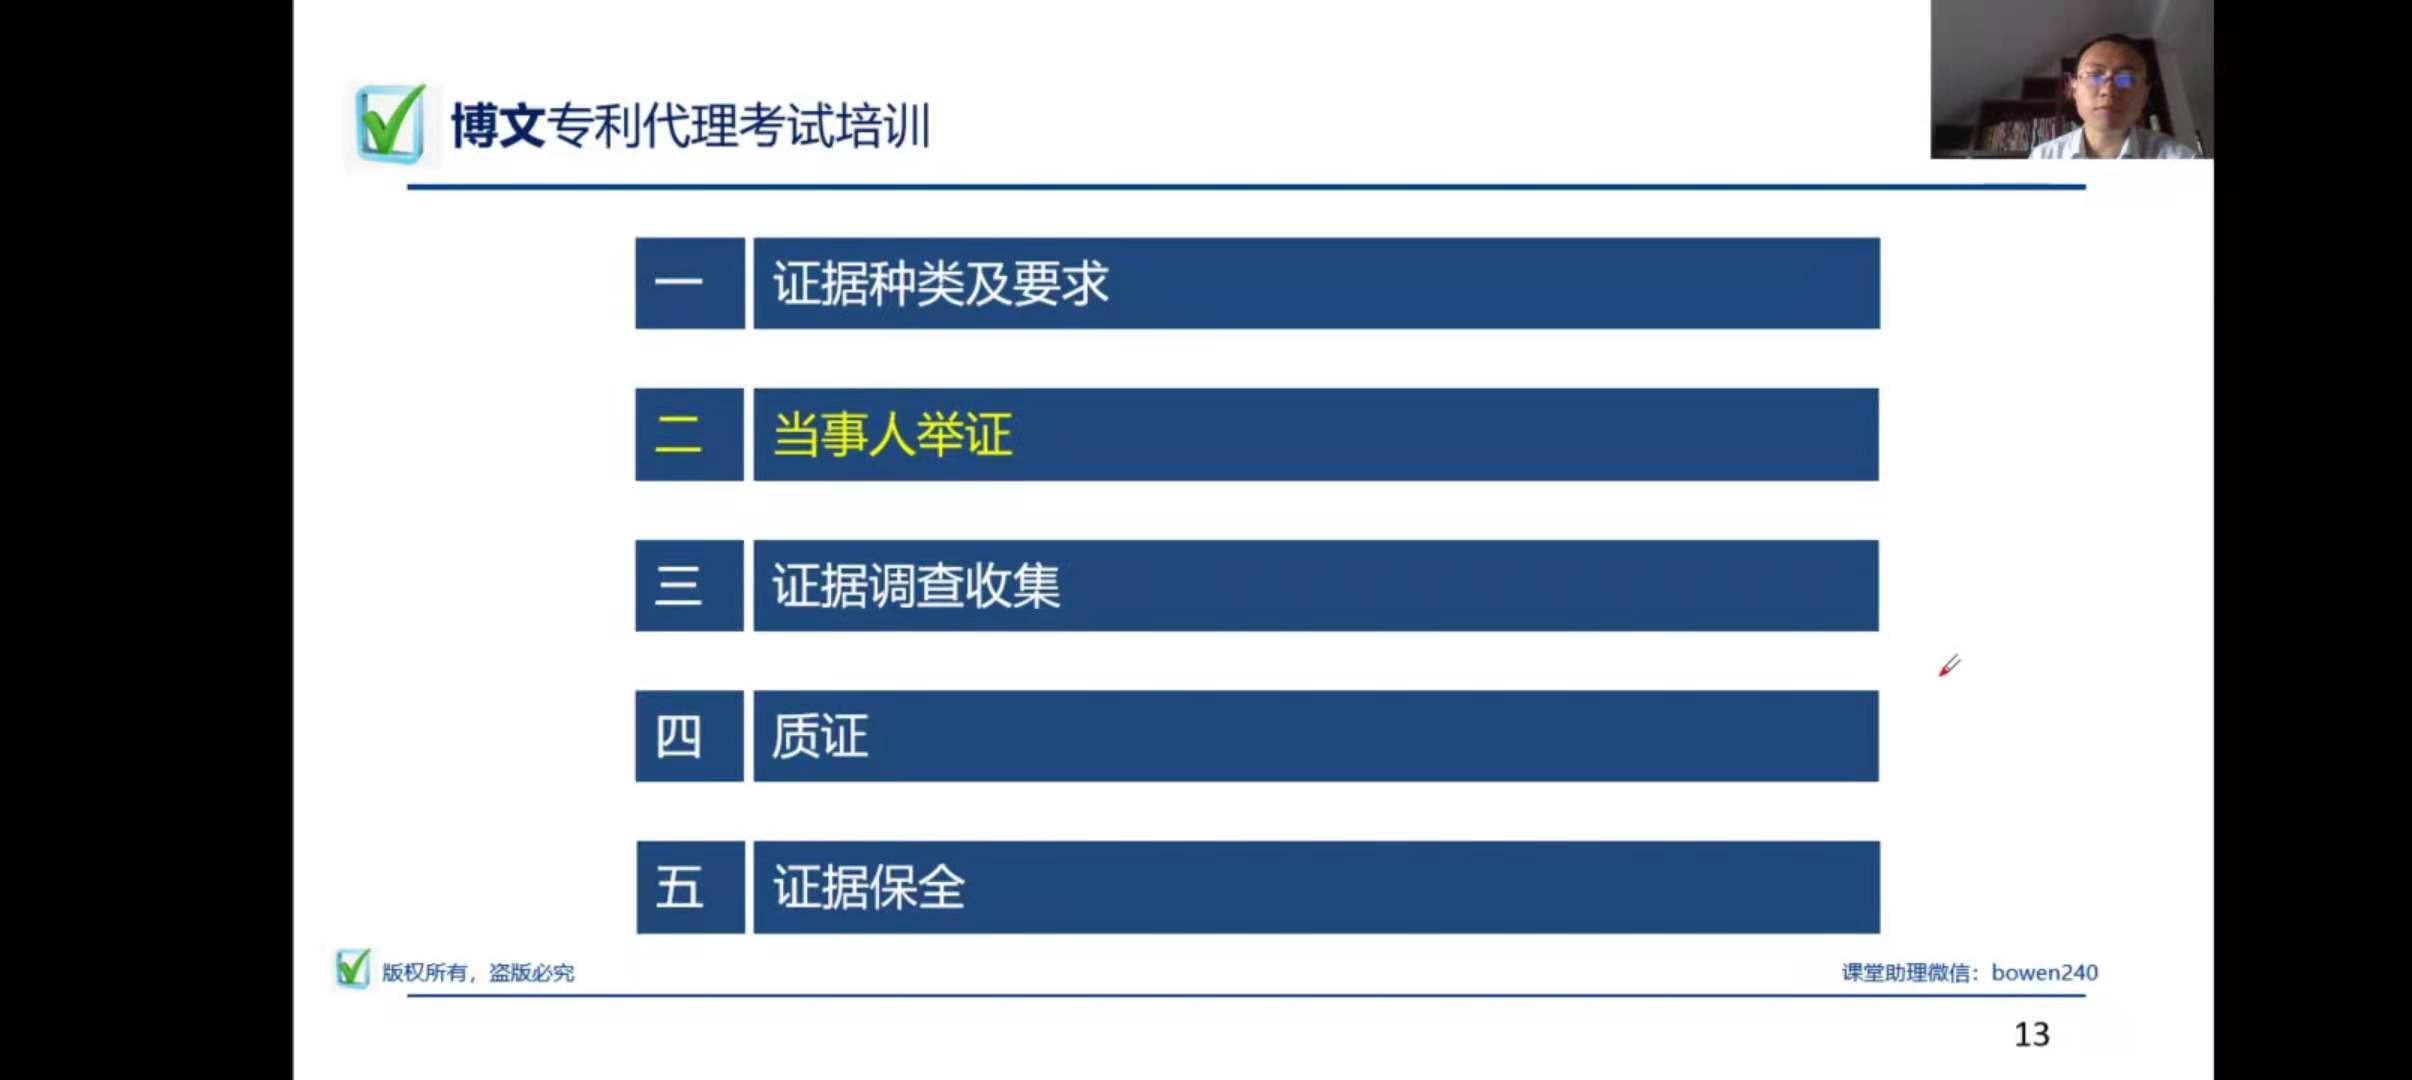 博文专利代理考试培训
一 证据种类及要求
二 当事人举证
三 证据调查收集
四 质证
五 证据保全
版权所有，盗版必究
课堂助理微信：bowen240
13